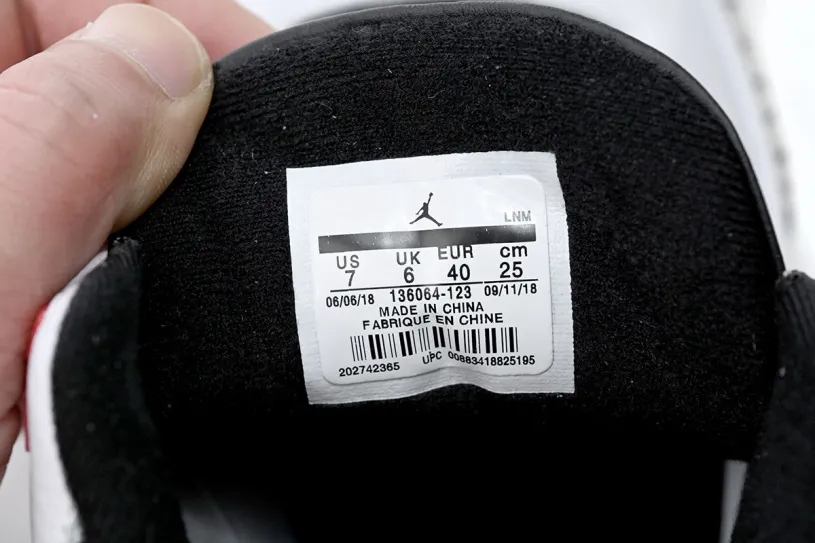 LNM
US UK EUR cm
7 6 40 25
06/06/18 136064-123 09/11/18
MADE IN CHINA
FABRIQUE EN CHINE
202742365 UPC 00883418825195